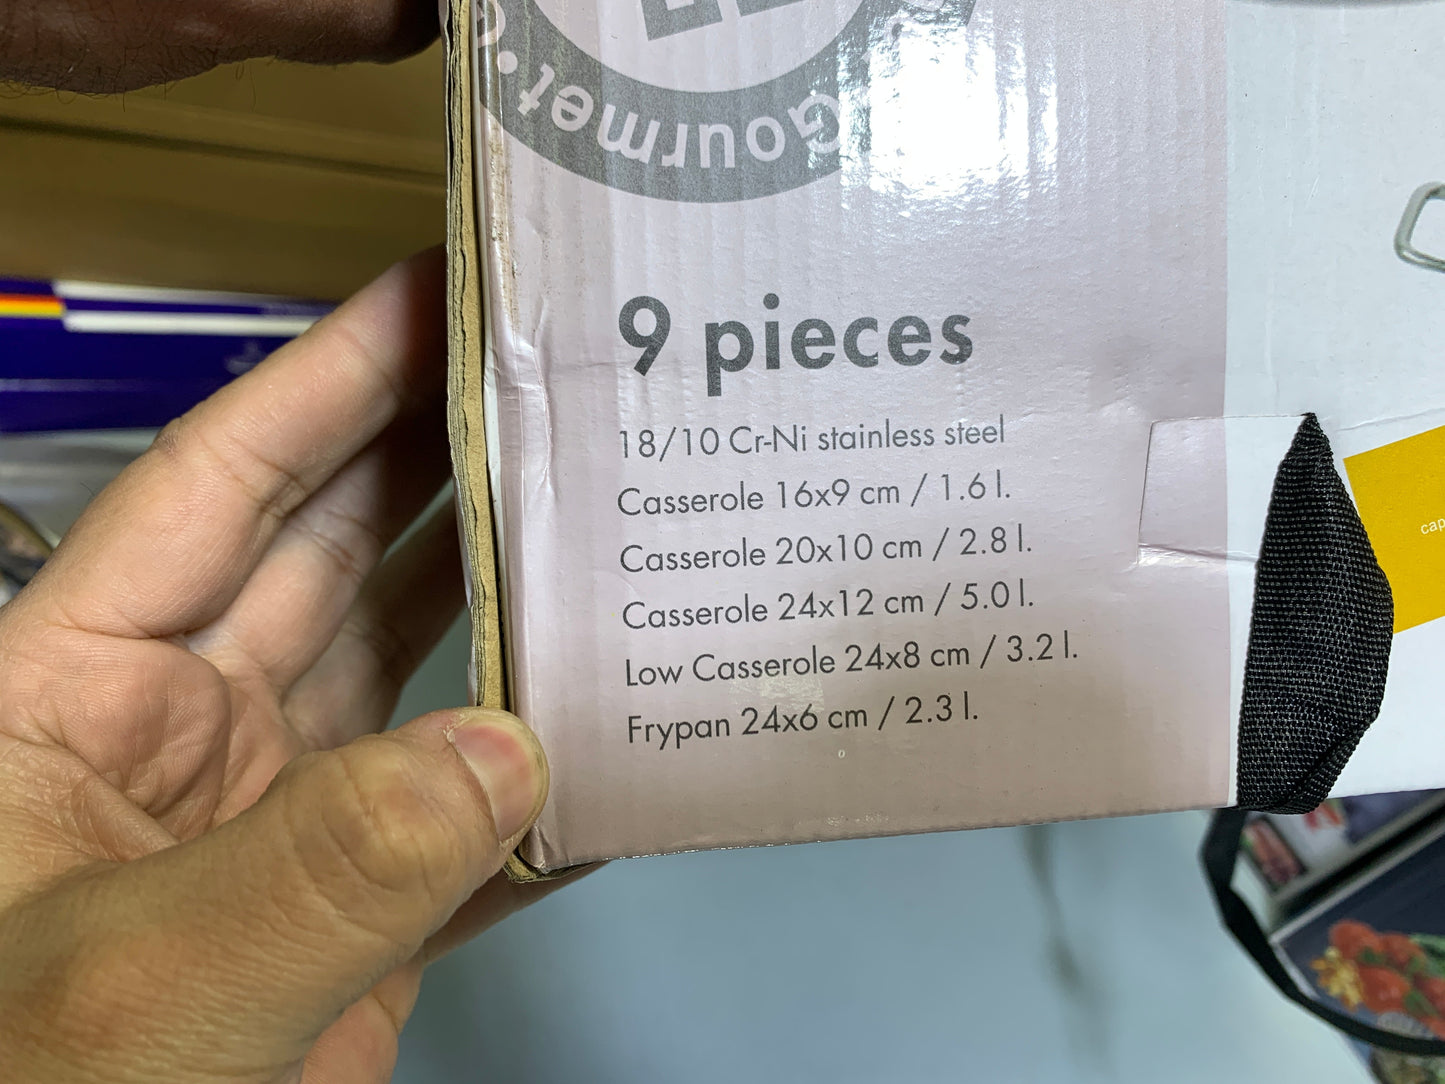 Gourmet
9 pieces
18/10 Cr-Ni stainless steel
Casserole 16x9 cm / 1.6 l.
Casserole 20x10 cm / 2.8 l.
Casserole 24x12 cm / 5.0 l.
Low Casserole 24x8 cm / 3.2 l.
Frypan 24x6 cm / 2.3 l.